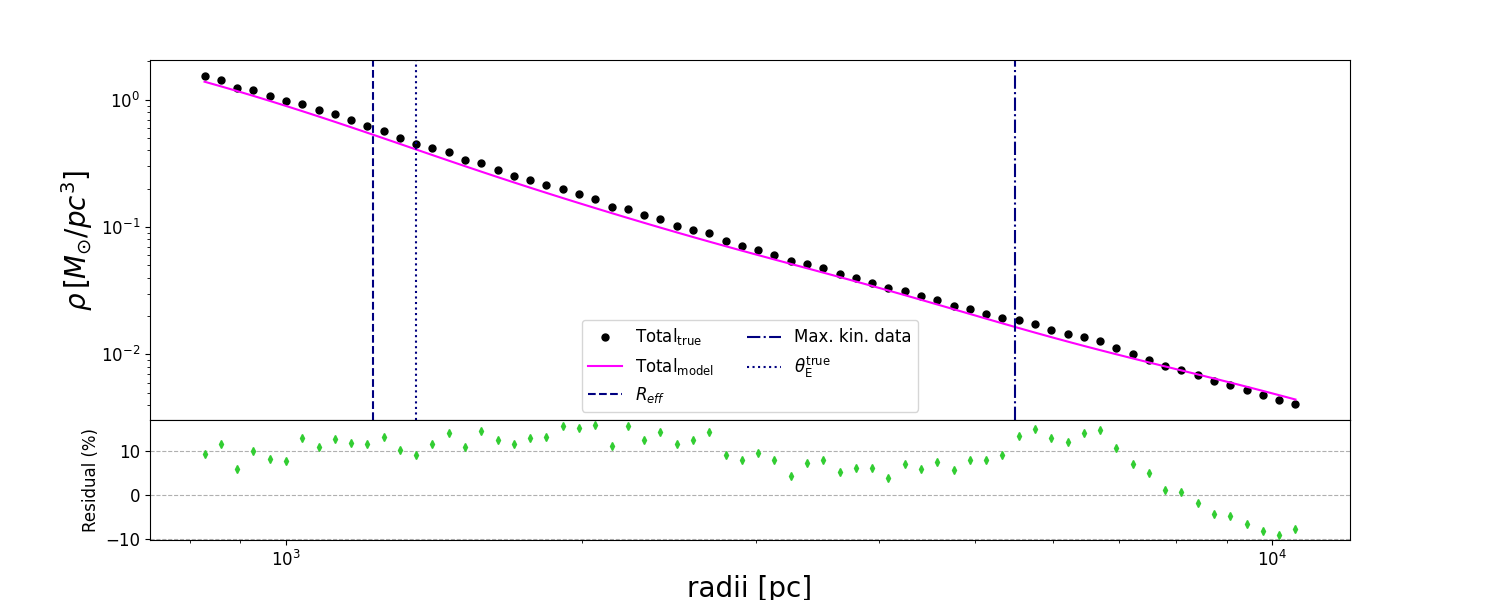 10⁰
10⁻¹
10⁻²
ρ [M⊙/pc³]
Total_true
Total_model
R_eff
Max. kin. data
θ_E^true
10
0
−10
Residual (%)
10³
10⁴
radii [pc]